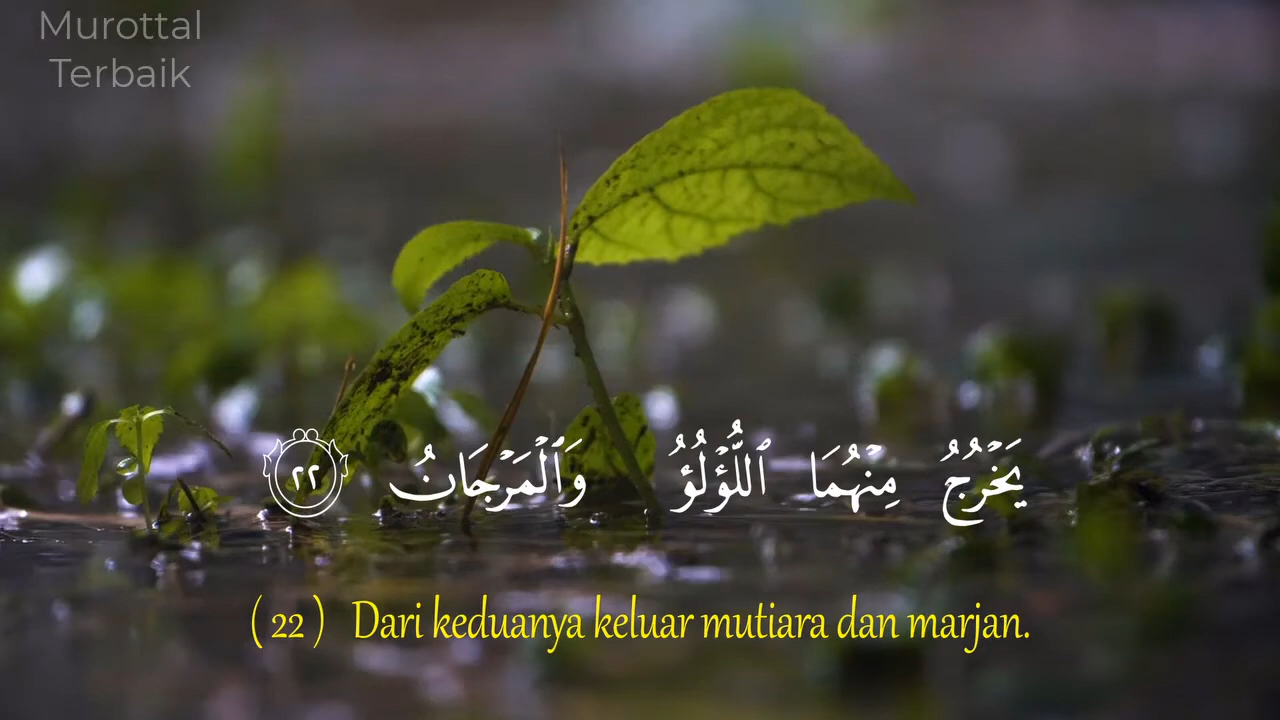 Murottal
Terbaik
يَخْرُجُ مِنْهُمَا ٱللُّؤْلُؤُ وَٱلْمَرْجَانُ ٢٢
( 22 ) Dari keduanya keluar mutiara dan marjan.